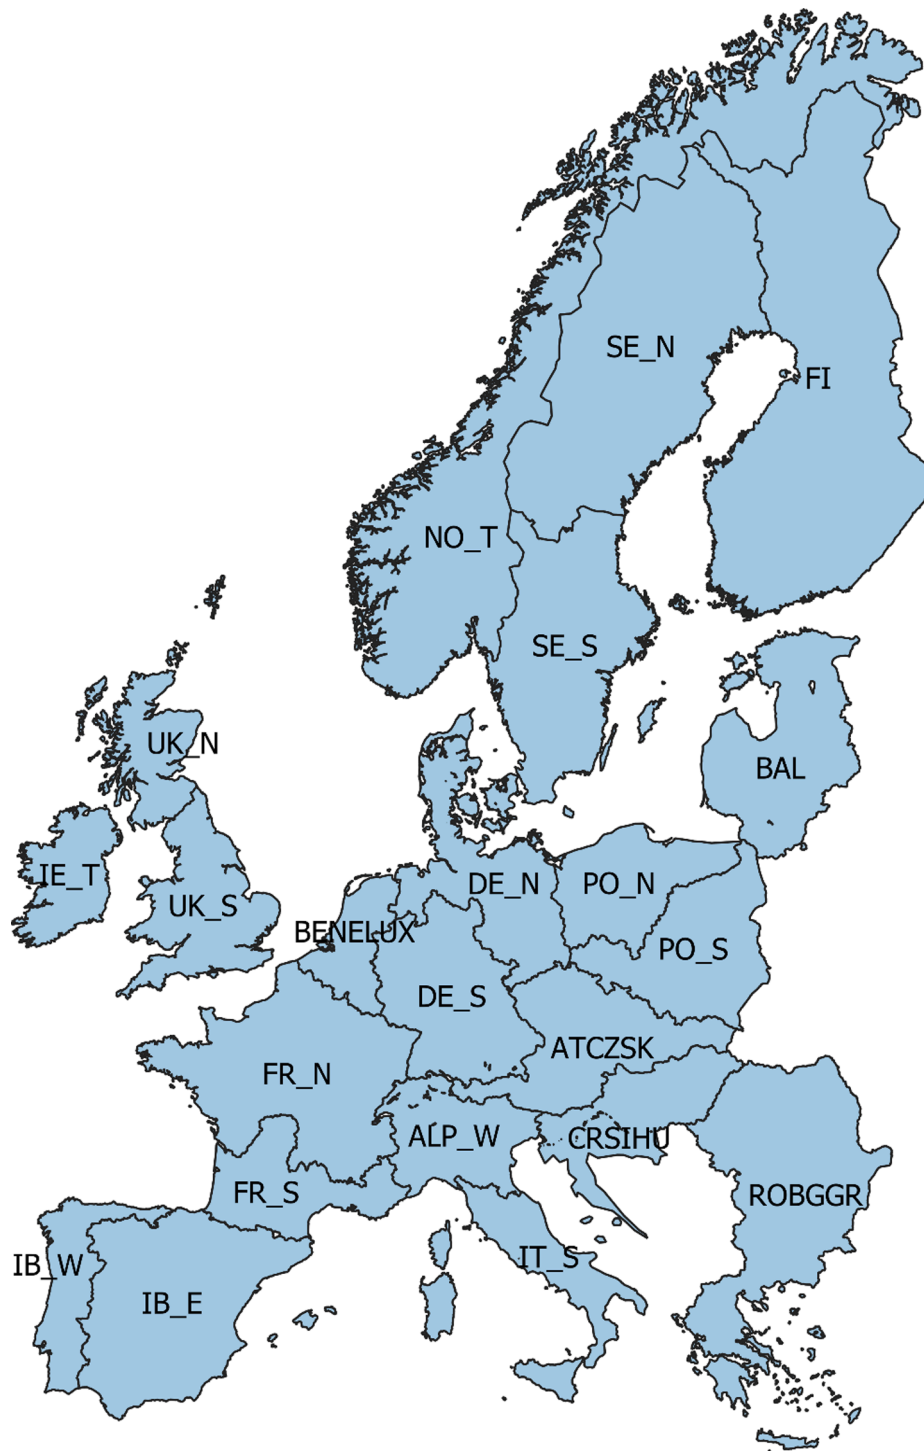 SE_N
FI
NO_T
SE_S
UK_N
BAL
IE_T
DE_N
PO_N
UK_S
BENELUX
PO_S
DE_S
ATCZSK
FR_N
ALP_W
CRSIHU
FR_S
ROBGGR
IB_W
IT_S
IB_E